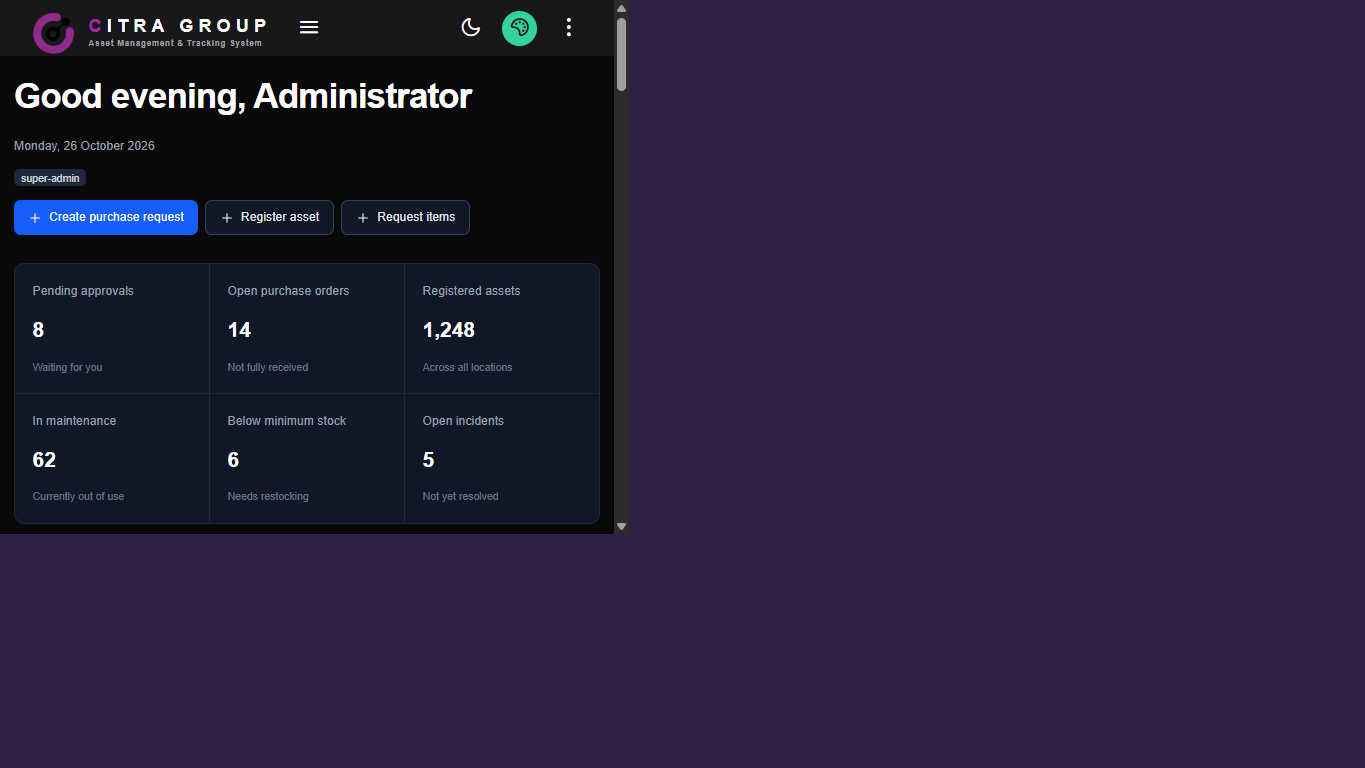 CITRA GROUP
Asset Management & Tracking System
Good evening, Administrator
Monday, 26 October 2026
super-admin
Create purchase request
Register asset
Request items
Pending approvals
8
Waiting for you
Open purchase orders
14
Not fully received
Registered assets
1,248
Across all locations
In maintenance
62
Currently out of use
Below minimum stock
6
Needs restocking
Open incidents
5
Not yet resolved